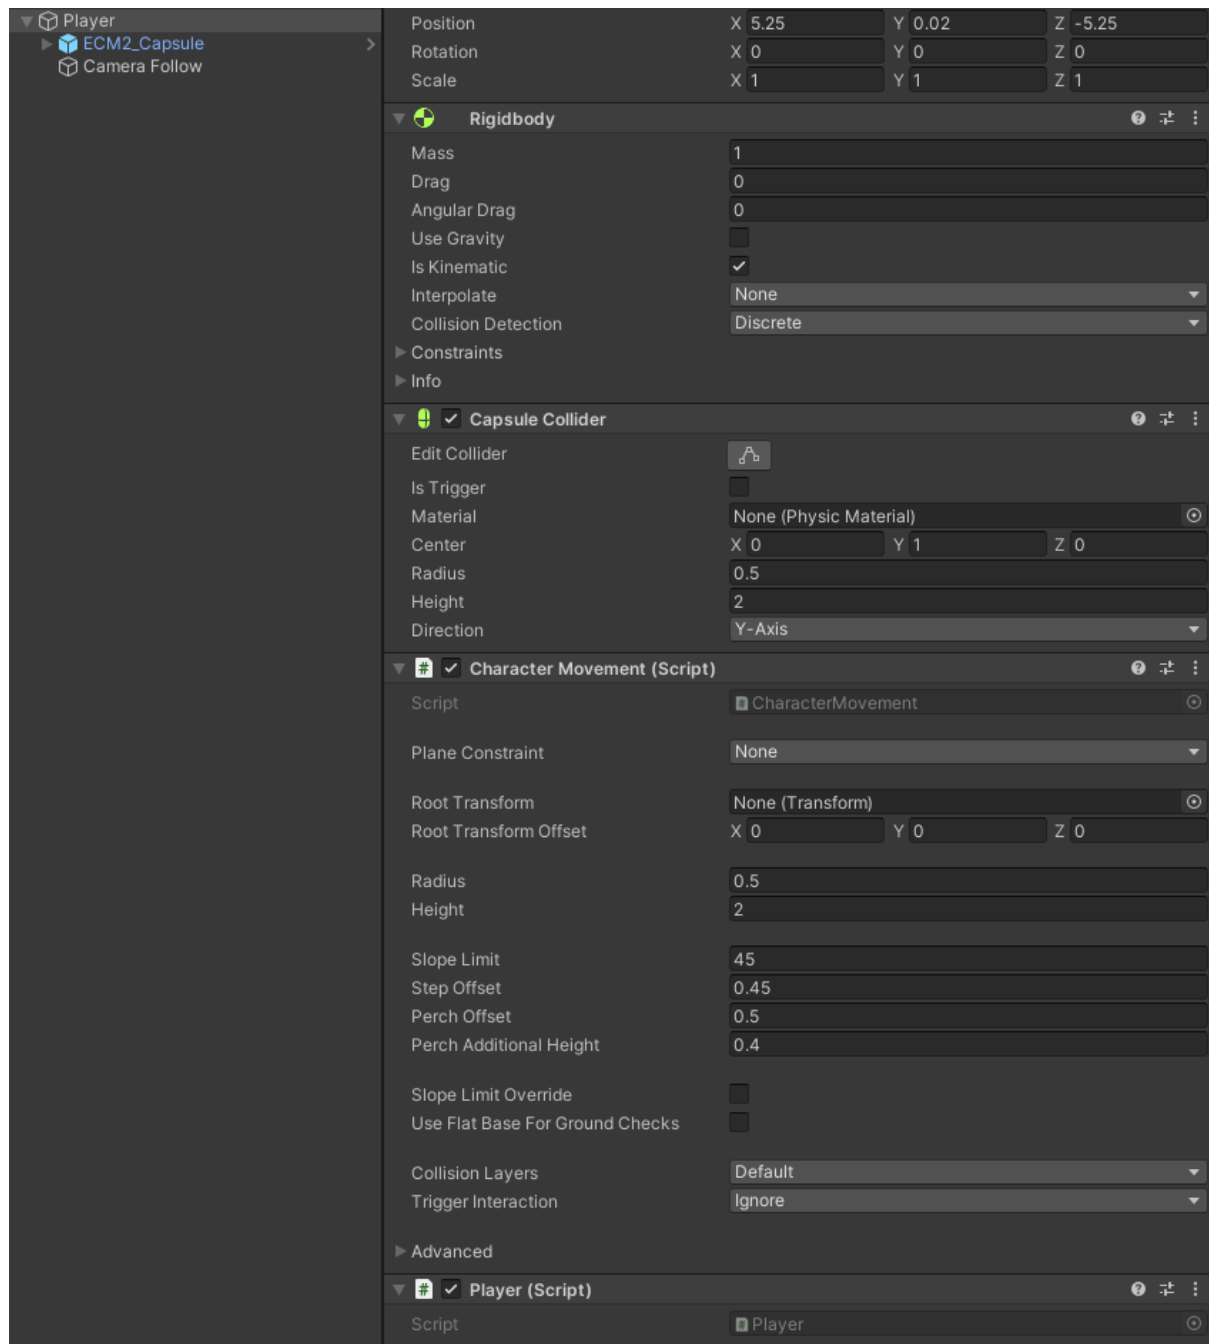 Player
ECM2_Capsule
Camera Follow
Position X 5.25 Y 0.02 Z -5.25
Rotation X 0 Y 0 Z 0
Scale X 1 Y 1 Z 1
Rigidbody
Mass 1
Drag 0
Angular Drag 0
Use Gravity
Is Kinematic
Interpolate None
Collision Detection Discrete
Constraints
Info
Capsule Collider
Edit Collider
Is Trigger
Material None (Physic Material)
Center X 0 Y 1 Z 0
Radius 0.5
Height 2
Direction Y-Axis
# Character Movement (Script)
Script # CharacterMovement
Plane Constraint None
Root Transform None (Transform)
Root Transform Offset X 0 Y 0 Z 0
Radius 0.5
Height 2
Slope Limit 45
Step Offset 0.45
Perch Offset 0.5
Perch Additional Height 0.4
Slope Limit Override
Use Flat Base For Ground Checks
Collision Layers Default
Trigger Interaction Ignore
Advanced
# Player (Script)
Script # Player